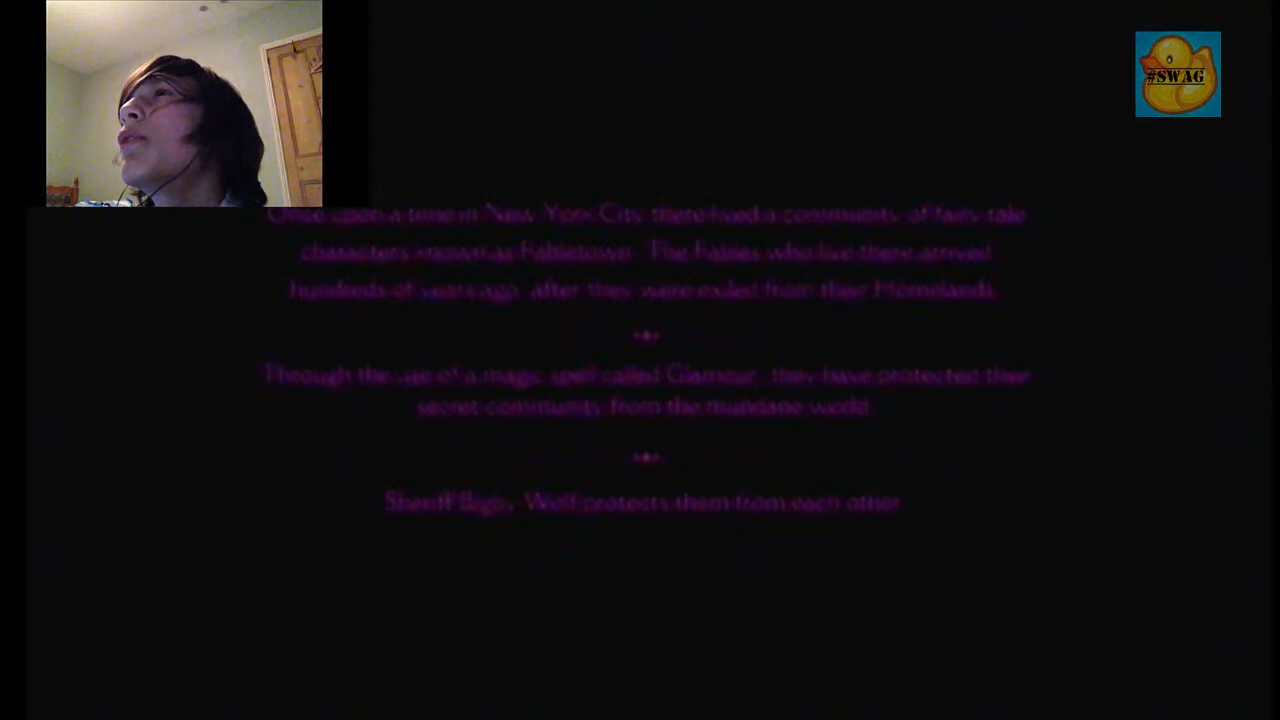 #SWAG
Once upon a time in New York City there lived a community of fairy tale
characters known as Fabletown. The Fables who live there arrived
hundreds of years ago, after they were exiled from their Homelands.
Through the use of a magic spell called Glamour, they have protected their
secret community from the mundane world.
Sheriff Bigby Wolf protects them from each other.